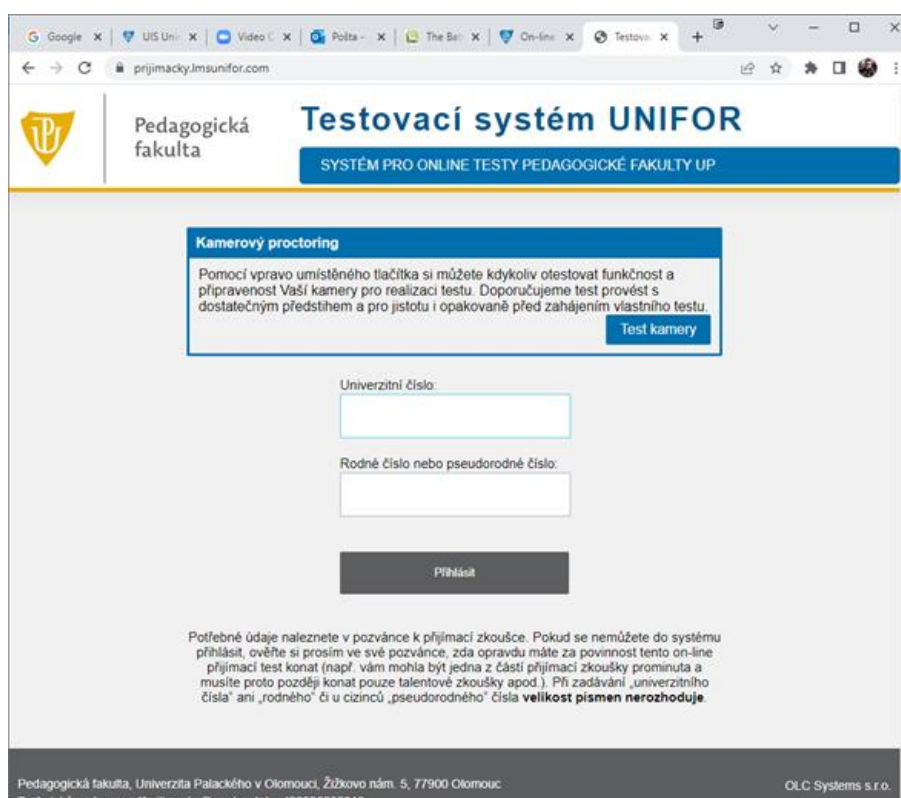 Google
UIS Uni
Video C
Pošta –
The Bat
On-line
Testova
prijimacky.lmsunifor.com
UP
Pedagogická
fakulta
Testovací systém UNIFOR
SYSTÉM PRO ONLINE TESTY PEDAGOGICKÉ FAKULTY UP
Kamerový proctoring
Pomocí vpravo umístěného tlačítka si můžete kdykoliv otestovat funkčnost a
připravenost Vaší kamery pro realizaci testu. Doporučujeme test provést s
dostatečným předstihem a pro jistotu i opakovaně před zahájením vlastního testu.
Test kamery
Univerzitní číslo:
Rodné číslo nebo pseudorodné číslo:
Přihlásit
Potřebné údaje naleznete v pozvánce k přijímací zkoušce. Pokud se nemůžete do systému
přihlásit, ověřte si prosím ve své pozvánce, zda opravdu máte za povinnost tento on-line
přijímací test konat (např. vám mohla být jedna z částí přijímací zkoušky prominuta a
musíte proto později konat pouze talentové zkoušky apod.). Při zadávání „univerzitního
čísla“ ani „rodného“ či u cizinců „pseudorodného“ čísla velikost písmen nerozhoduje.
Pedagogická fakulta, Univerzita Palackého v Olomouci, Žižkovo nám. 5, 77900 Olomouc
OLC Systems s.r.o.